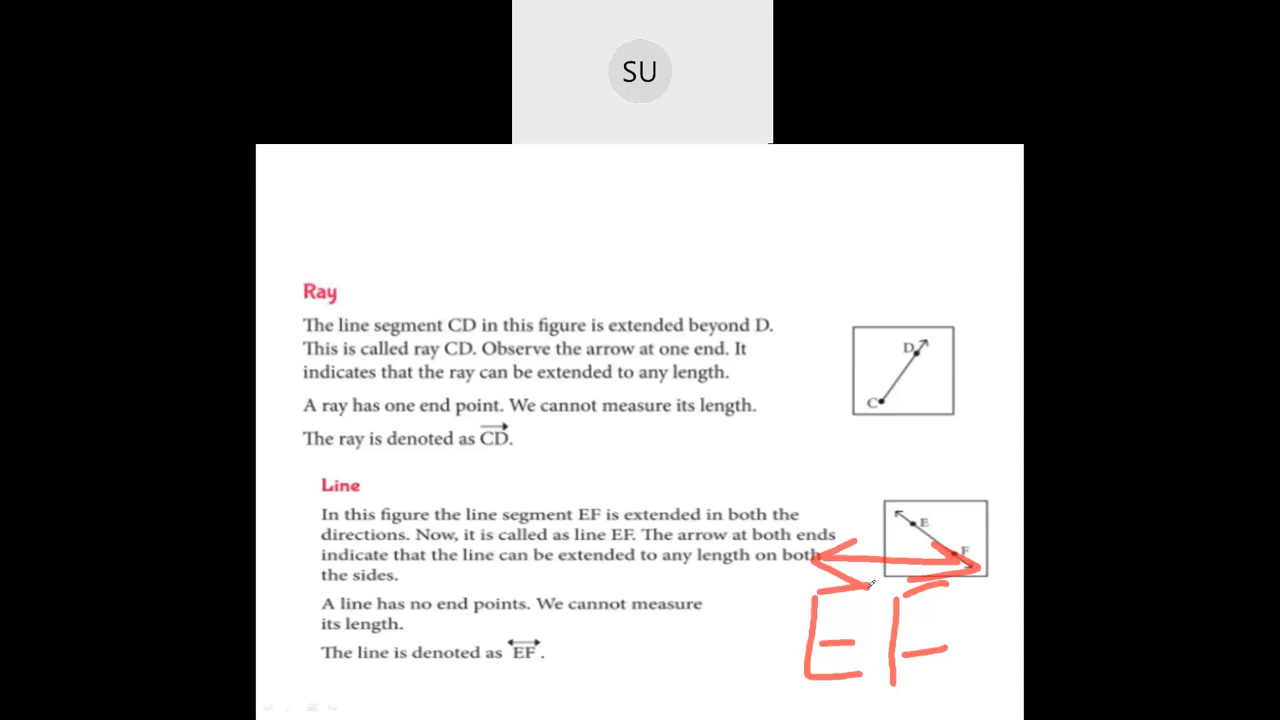 SU
Ray
The line segment CD in this figure is extended beyond D.
This is called ray CD. Observe the arrow at one end. It
indicates that the ray can be extended to any length.
A ray has one end point. We cannot measure its length.
The ray is denoted as CD.
D
C
Line
In this figure the line segment EF is extended in both the
directions. Now, it is called as line EF. The arrow at both ends
indicate that the line can be extended to any length on both
the sides.
A line has no end points. We cannot measure
its length.
The line is denoted as EF .
E
F
EF